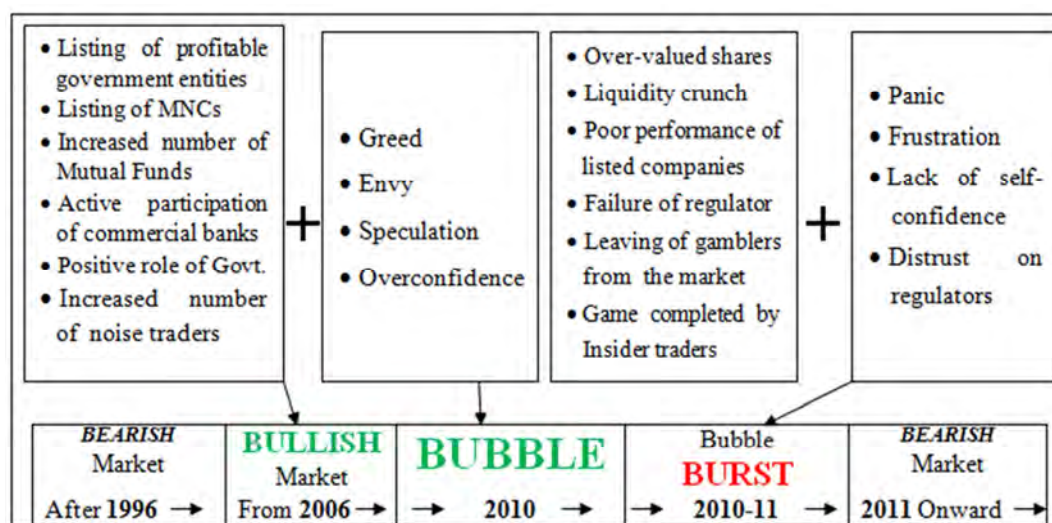 • Listing of profitable
government entities
• Listing of MNCs
• Increased number of
Mutual Funds
• Active participation
of commercial banks
• Positive role of Govt.
• Increased number
of noise traders
+
• Greed
• Envy
• Speculation
• Overconfidence
• Over-valued shares
• Liquidity crunch
• Poor performance of
listed companies
• Failure of regulator
• Leaving of gamblers
from the market
• Game completed by
Insider traders
+
• Panic
• Frustration
• Lack of self-
confidence
• Distrust on
regulators
BEARISH
Market
After 1996 →
BULLISH
Market
From 2006 →
BUBBLE
→ 2010 →
Bubble
BURST
→ 2010-11 →
BEARISH
Market
2011 Onward →